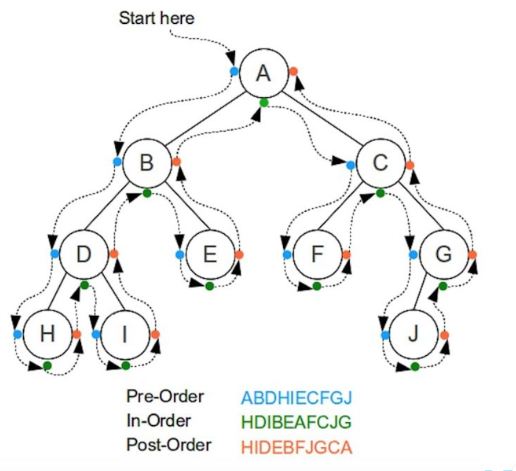 Start here
A
B
C
D
E
F
G
H
I
J
Pre-Order ABDHIECFGJ
In-Order HDIBEAFCJG
Post-Order HIDEBFJGCA